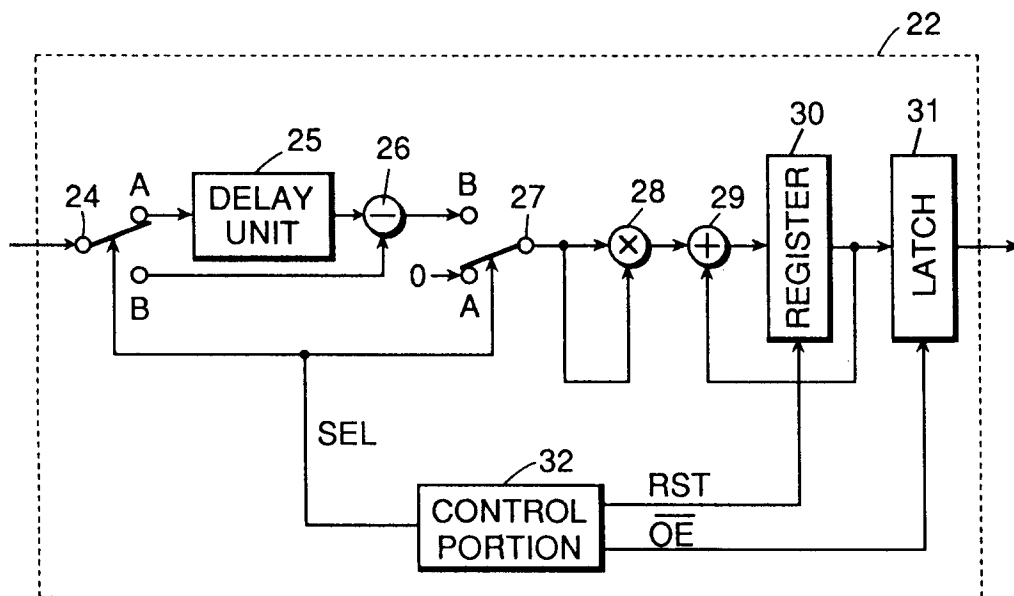 22
30
31
25
26
24
A
DELAY
UNIT
−
B
27
28
29
×
+
REGISTER
LATCH
B
0
A
SEL
32
CONTROL
PORTION
RST
OE